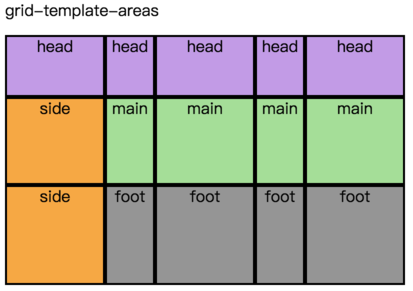 grid-template-areas
head head head head head
side main main main main
side foot foot foot foot